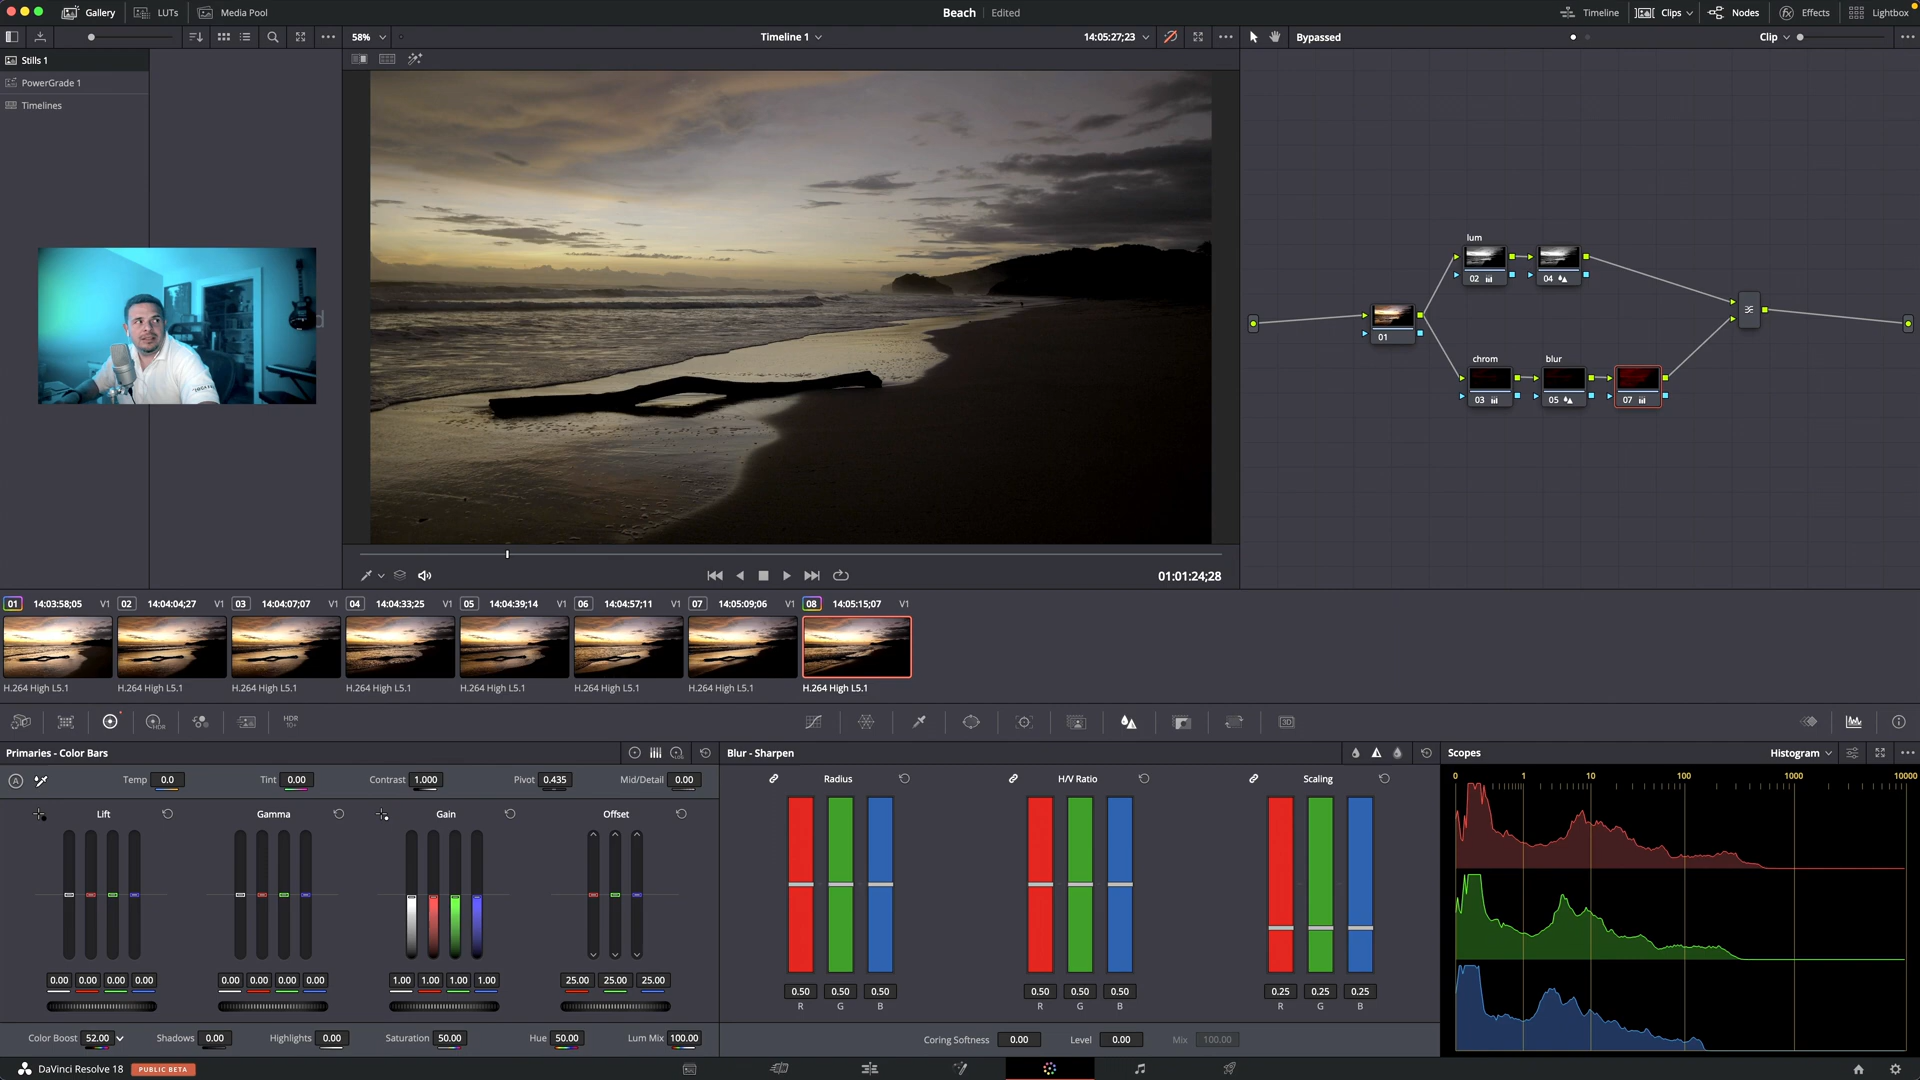 Gallery LUTs Media Pool Beach Edited Timeline Clips Nodes Effects Lightbox
58% Timeline 1 14:05:27;23 Bypassed Clip
Stills 1
PowerGrade 1
Timelines
lum
02 04
01
chrom blur
03 05 07
01:01:24;28
01 14:03:58;05 V1 02 14:04:04;27 V1 03 14:04:07;07 V1 04 14:04:33;25 V1 05 14:04:39;14 V1 06 14:04:57;11 V1 07 14:05:09;06 V1 08 14:05:15;07 V1
H.264 High L5.1 H.264 High L5.1 H.264 High L5.1 H.264 High L5.1 H.264 High L5.1 H.264 High L5.1 H.264 High L5.1 H.264 High L5.1
HDR
HDR 10+
3D
Primaries - Color Bars Blur - Sharpen Scopes Histogram
A Temp 0.0 Tint 0.00 Contrast 1.000 Pivot 0.435 Mid/Detail 0.00 Radius H/V Ratio Scaling 0 1 10 100 1000 10000
Lift Gamma Gain Offset
0.00 0.00 0.00 0.00 0.00 0.00 0.00 0.00 1.00 1.00 1.00 1.00 25.00 25.00 25.00 0.50 0.50 0.50 0.50 0.50 0.50 0.25 0.25 0.25
R G B R G B R G B
Color Boost 52.00 Shadows 0.00 Highlights 0.00 Saturation 50.00 Hue 50.00 Lum Mix 100.00 Coring Softness 0.00 Level 0.00 Mix 100.00
DaVinci Resolve 18 PUBLIC BETA